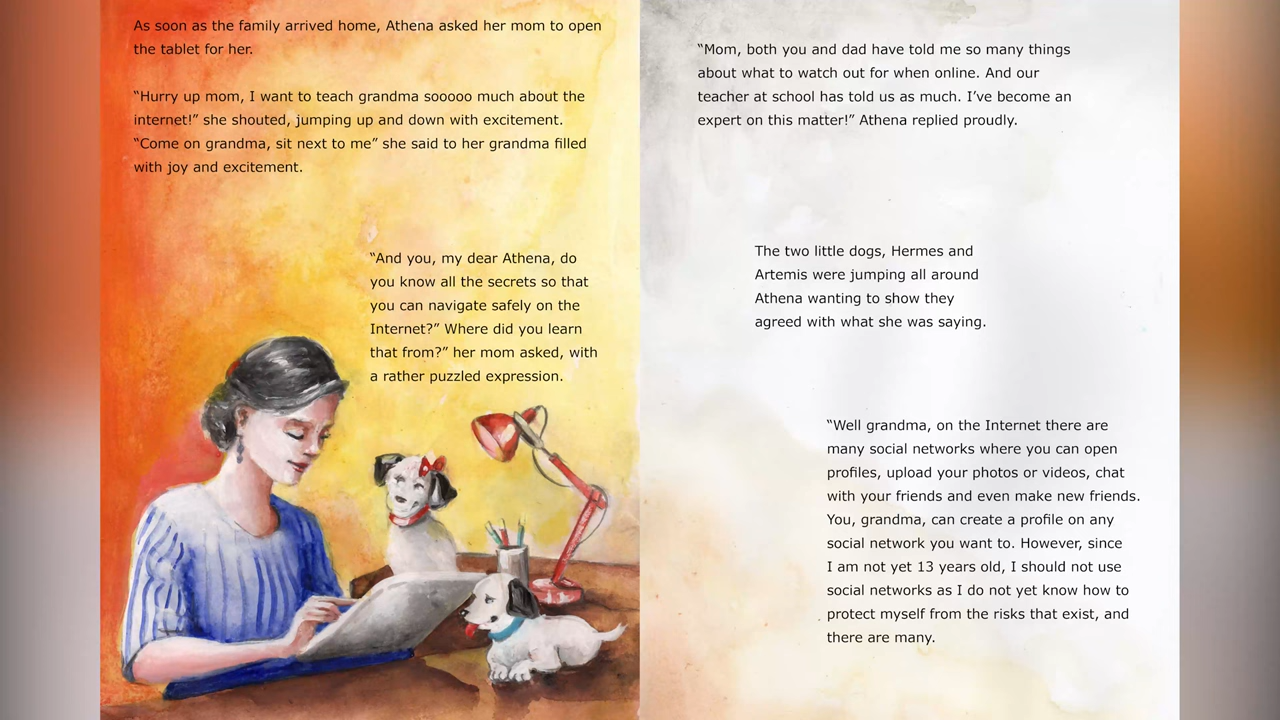 As soon as the family arrived home, Athena asked her mom to open
the tablet for her.
“Hurry up mom, I want to teach grandma sooooo much about the
internet!” she shouted, jumping up and down with excitement.
“Come on grandma, sit next to me” she said to her grandma filled
with joy and excitement.
“And you, my dear Athena, do
you know all the secrets so that
you can navigate safely on the
Internet?” Where did you learn
that from?” her mom asked, with
a rather puzzled expression.
“Mom, both you and dad have told me so many things
about what to watch out for when online. And our
teacher at school has told us as much. I’ve become an
expert on this matter!” Athena replied proudly.
The two little dogs, Hermes and
Artemis were jumping all around
Athena wanting to show they
agreed with what she was saying.
“Well grandma, on the Internet there are
many social networks where you can open
profiles, upload your photos or videos, chat
with your friends and even make new friends.
You, grandma, can create a profile on any
social network you want to. However, since
I am not yet 13 years old, I should not use
social networks as I do not yet know how to
protect myself from the risks that exist, and
there are many.